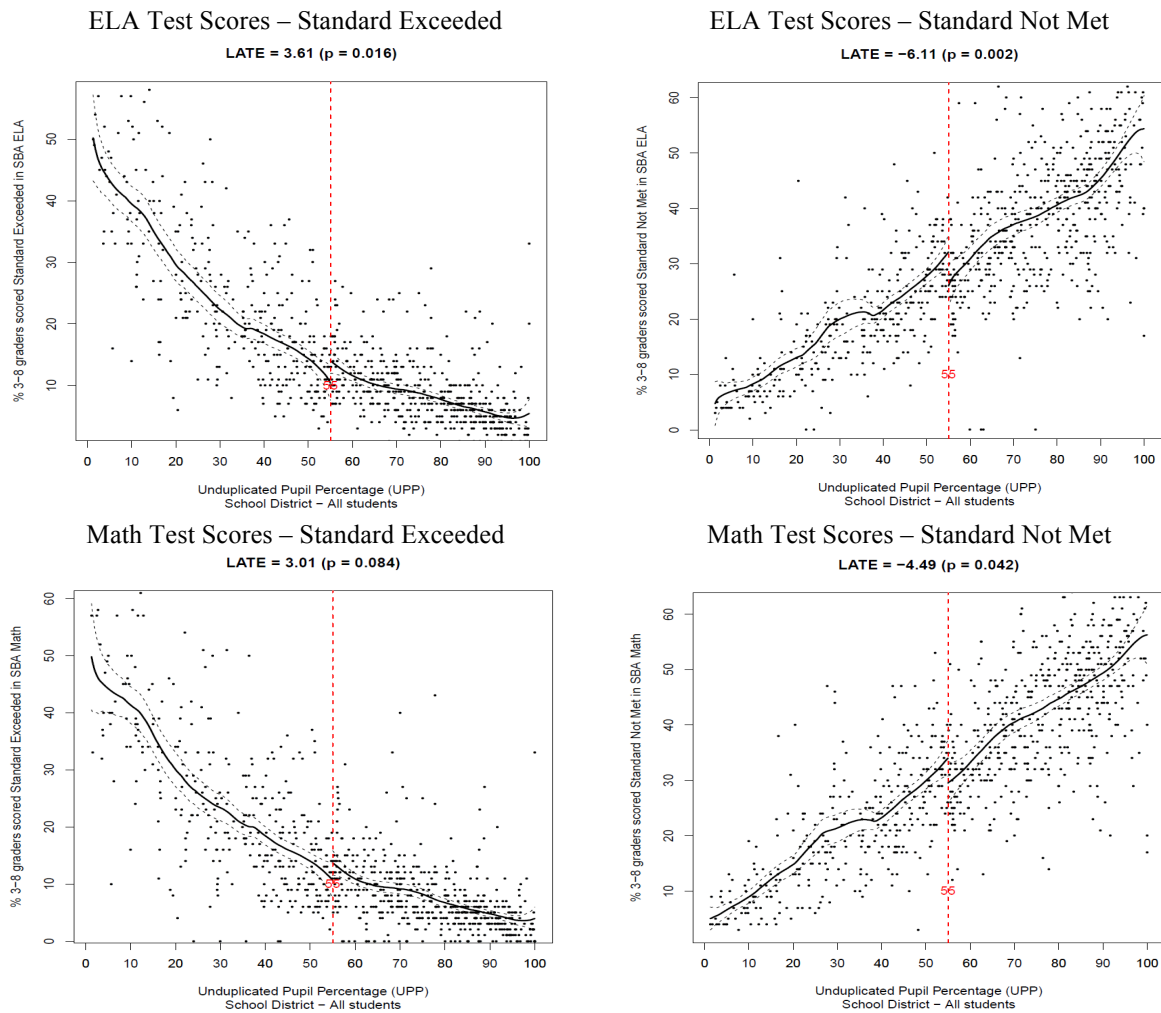 ELA Test Scores – Standard Exceeded
LATE = 3.61 (p = 0.016)
% 3−8 graders scored Standard Exceeded in SBA ELA
50
40
30
20
10
55
0 10 20 30 40 50 60 70 80 90 100
Unduplicated Pupil Percentage (UPP)
School District − All students
ELA Test Scores – Standard Not Met
LATE = −6.11 (p = 0.002)
% 3−8 graders scored Standard Not Met in SBA ELA
60
50
40
30
20
10
0
55
0 10 20 30 40 50 60 70 80 90 100
Unduplicated Pupil Percentage (UPP)
School District − All students
Math Test Scores – Standard Exceeded
LATE = 3.01 (p = 0.084)
% 3−8 graders scored Standard Exceeded in SBA Math
60
50
40
30
20
10
0
55
0 10 20 30 40 50 60 70 80 90 100
Unduplicated Pupil Percentage (UPP)
School District − All students
Math Test Scores – Standard Not Met
LATE = −4.49 (p = 0.042)
% 3−8 graders scored Standard Not Met in SBA Math
60
50
40
30
20
10
55
0 10 20 30 40 50 60 70 80 90 100
Unduplicated Pupil Percentage (UPP)
School District − All students